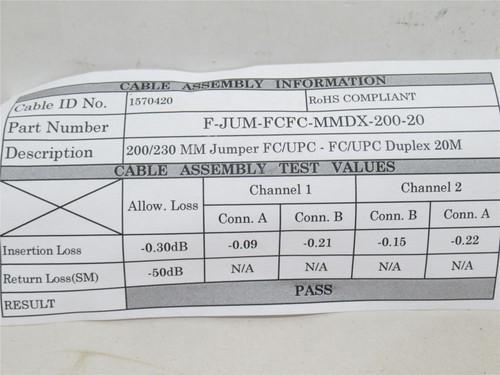 CABLE ASSEMBLY INFORMATION
Cable ID No. 1570420 RoHS COMPLIANT
Part Number F-JUM-FCFC-MMDX-200-20
Description 200/230 MM Jumper FC/UPC - FC/UPC Duplex 20M
CABLE ASSEMBLY TEST VALUES
Allow. Loss Channel 1 Channel 2
Conn. A Conn. B Conn. B Conn. A
Insertion Loss -0.30dB -0.09 -0.21 -0.15 -0.22
Return Loss(SM) -50dB N/A N/A N/A N/A
RESULT PASS